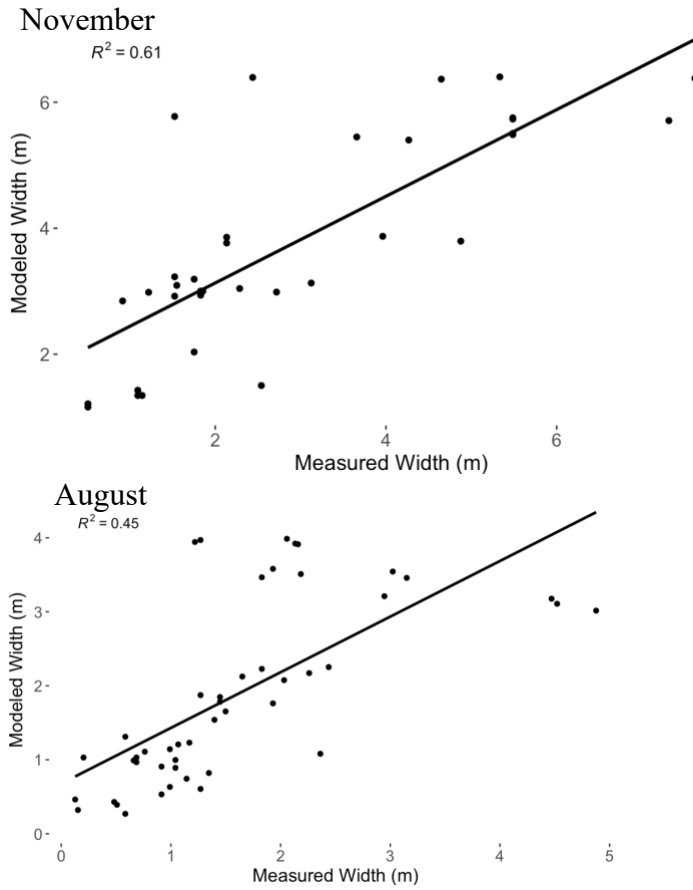 November
R² = 0.61
6
4
2
Modeled Width (m)
2 4 6
Measured Width (m)
August
R² = 0.45
4
3
2
1
0
Modeled Width (m)
0 1 2 3 4 5
Measured Width (m)